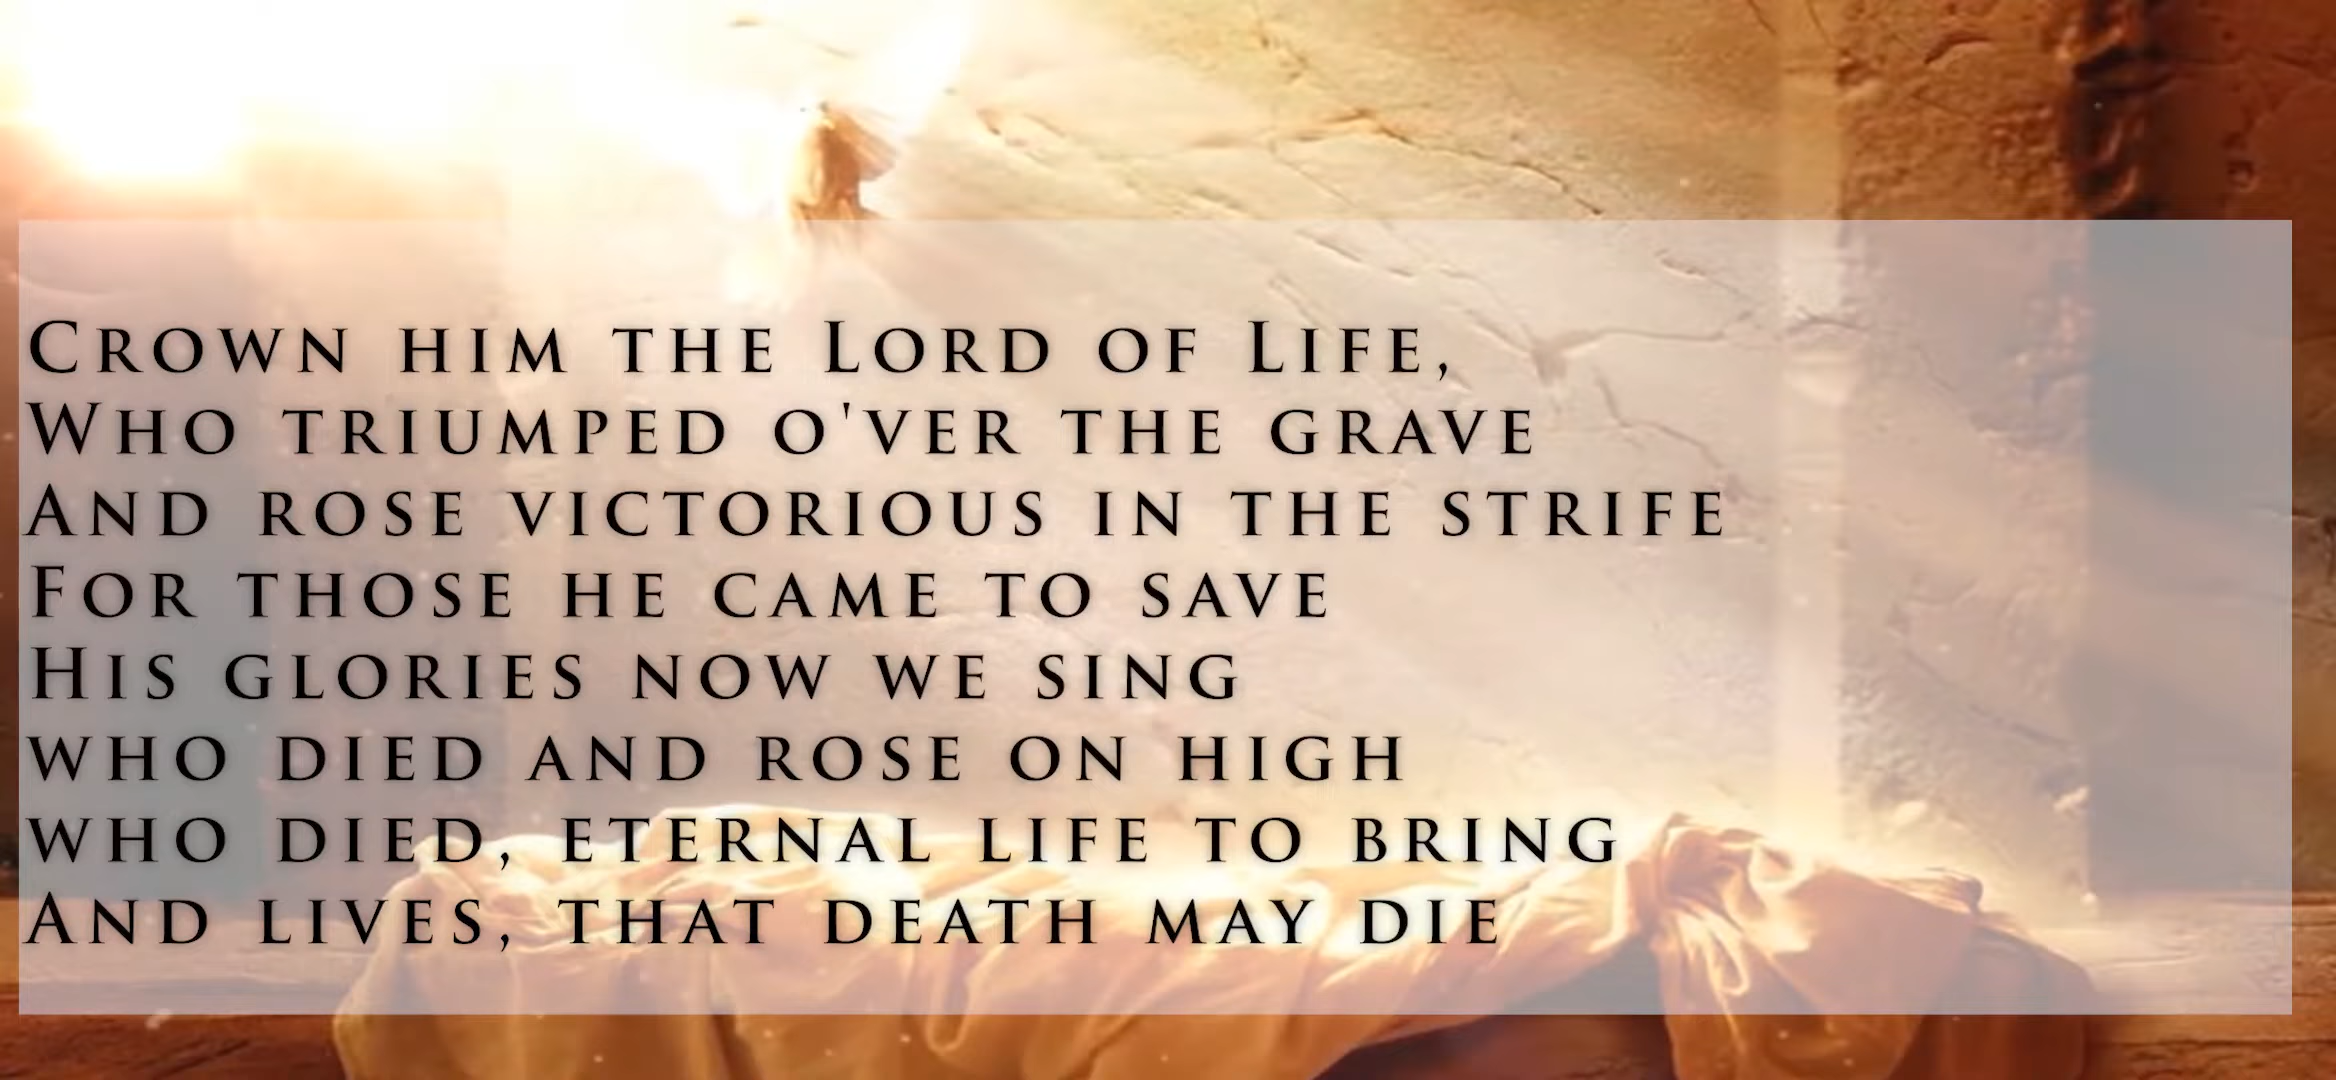 Crown him the Lord of Life,
Who triumped o'ver the grave
And rose victorious in the strife
For those he came to save
His glories now we sing
who died and rose on high
who died, eternal life to bring
And lives, that death may die